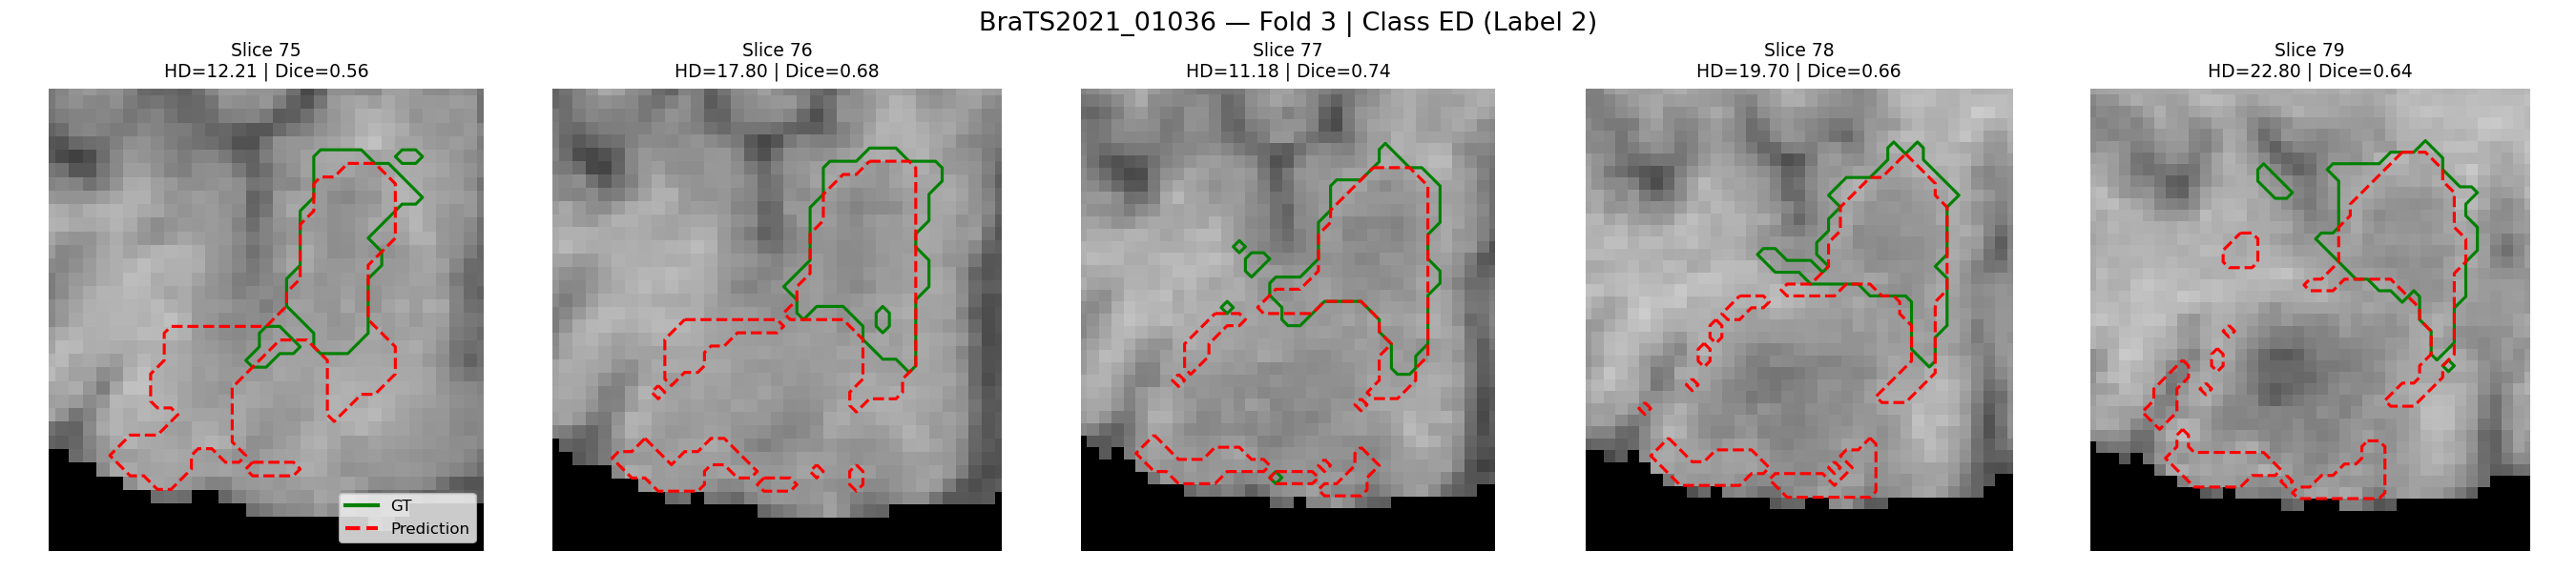 BraTS2021_01036 — Fold 3 | Class ED (Label 2)
Slice 75
HD=12.21 | Dice=0.56
Slice 76
HD=17.80 | Dice=0.68
Slice 77
HD=11.18 | Dice=0.74
Slice 78
HD=19.70 | Dice=0.66
Slice 79
HD=22.80 | Dice=0.64
GT
Prediction